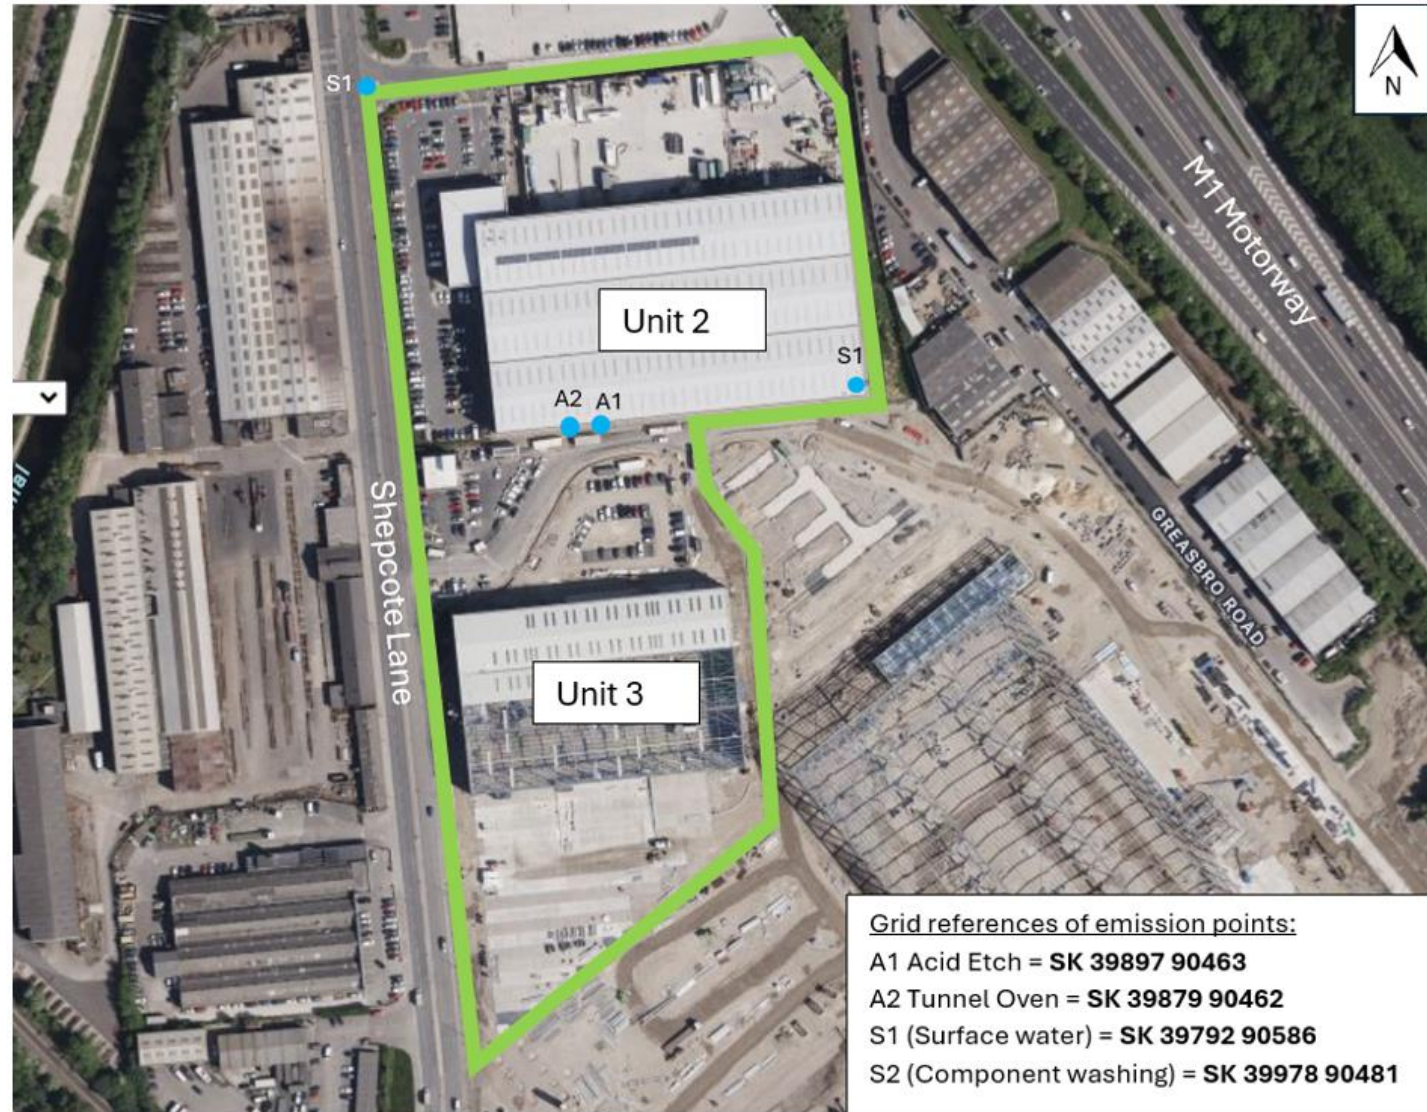 N
S1
M1 Motorway
Unit 2
S1
A2
A1
Shepcote Lane
GREASBRO ROAD
Unit 3
Grid references of emission points:
A1 Acid Etch = SK 39897 90463
A2 Tunnel Oven = SK 39879 90462
S1 (Surface water) = SK 39792 90586
S2 (Component washing) = SK 39978 90481